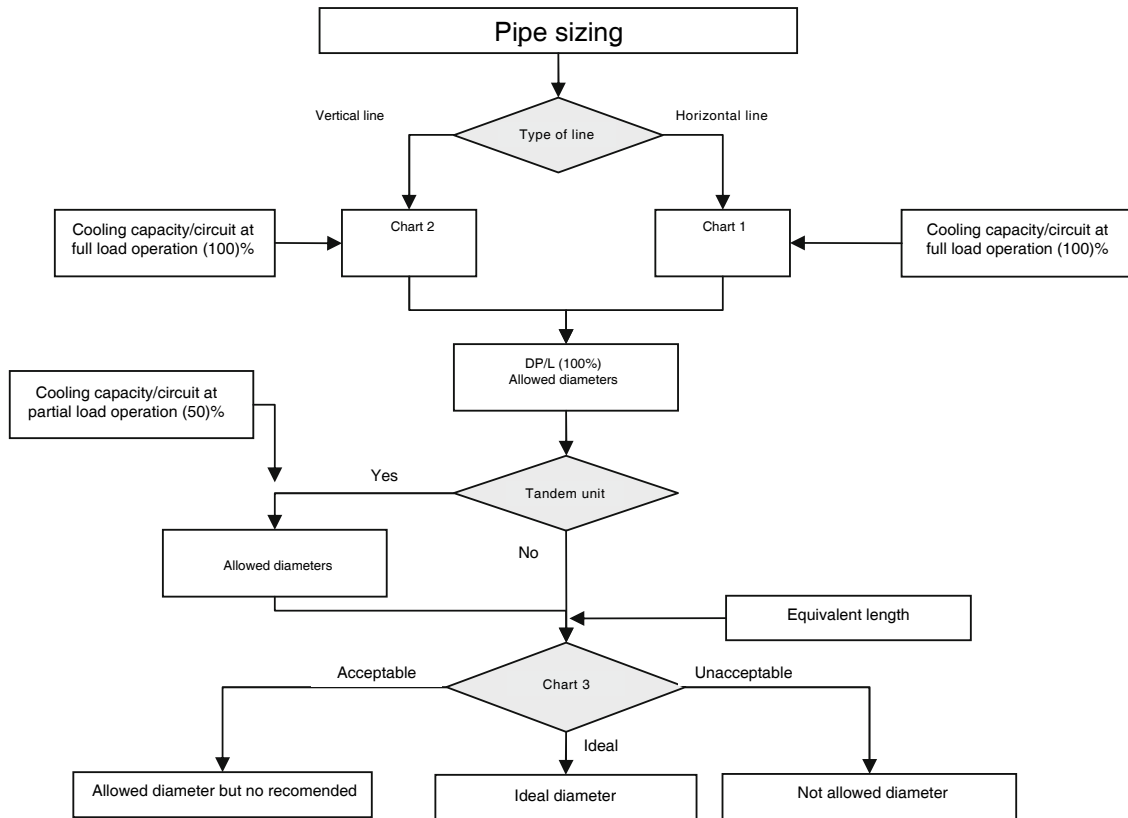 Pipe sizing
Vertical line
Horizontal line
Type of line
Cooling capacity/circuit at
full load operation (100)%
Chart 2
Chart 1
Cooling capacity/circuit at
full load operation (100)%
DP/L (100%)
Allowed diameters
Cooling capacity/circuit at
partial load operation (50)%
Yes
Tandem unit
No
Allowed diameters
Equivalent length
Acceptable
Unacceptable
Chart 3
Ideal
Allowed diameter but no recomended
Ideal diameter
Not allowed diameter